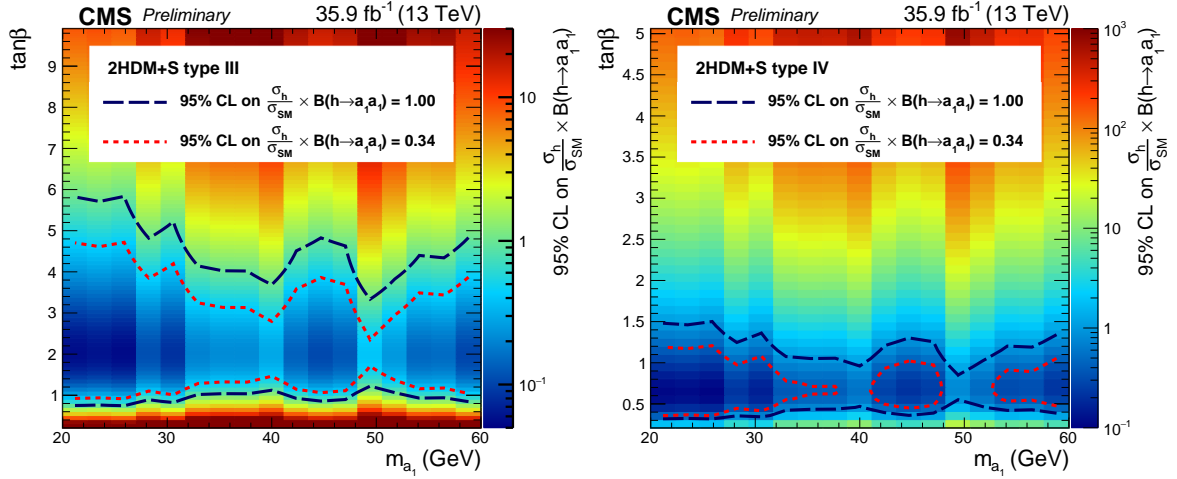 CMS Preliminary 35.9 fb⁻¹ (13 TeV)
tanβ
2HDM+S type III
95% CL on σh/σSM × B(h→a1a1) = 1.00
95% CL on σh/σSM × B(h→a1a1) = 0.34
9
8
7
6
5
4
3
2
1
20 30 40 50 60
ma1 (GeV)
10
1
10⁻¹
95% CL on σh/σSM × B(h→a1a1)
CMS Preliminary 35.9 fb⁻¹ (13 TeV)
tanβ
2HDM+S type IV
95% CL on σh/σSM × B(h→a1a1) = 1.00
95% CL on σh/σSM × B(h→a1a1) = 0.34
5
4.5
4
3.5
3
2.5
2
1.5
1
0.5
20 30 40 50 60
ma1 (GeV)
10³
10²
10
1
10⁻¹
95% CL on σh/σSM × B(h→a1a1)